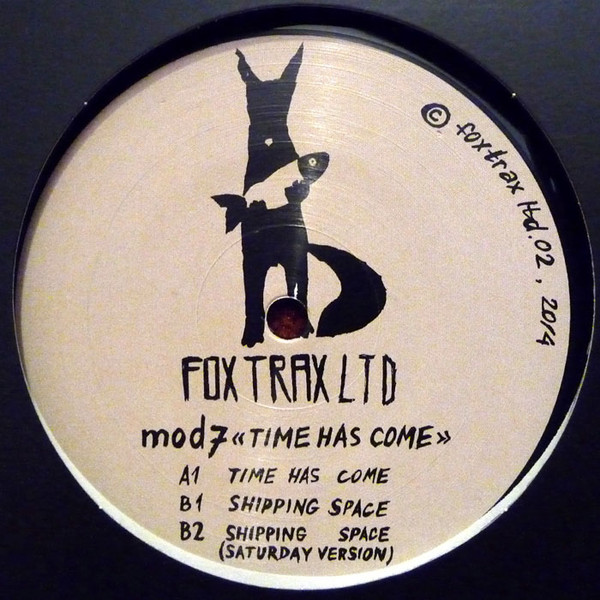 © foxtrax ltd.02, 2014
FOXTRAX LTD
mod7 «TIME HAS COME»
A1 TIME HAS COME
B1 SHIPPING SPACE
B2 SHIPPING SPACE
(SATURDAY VERSION)